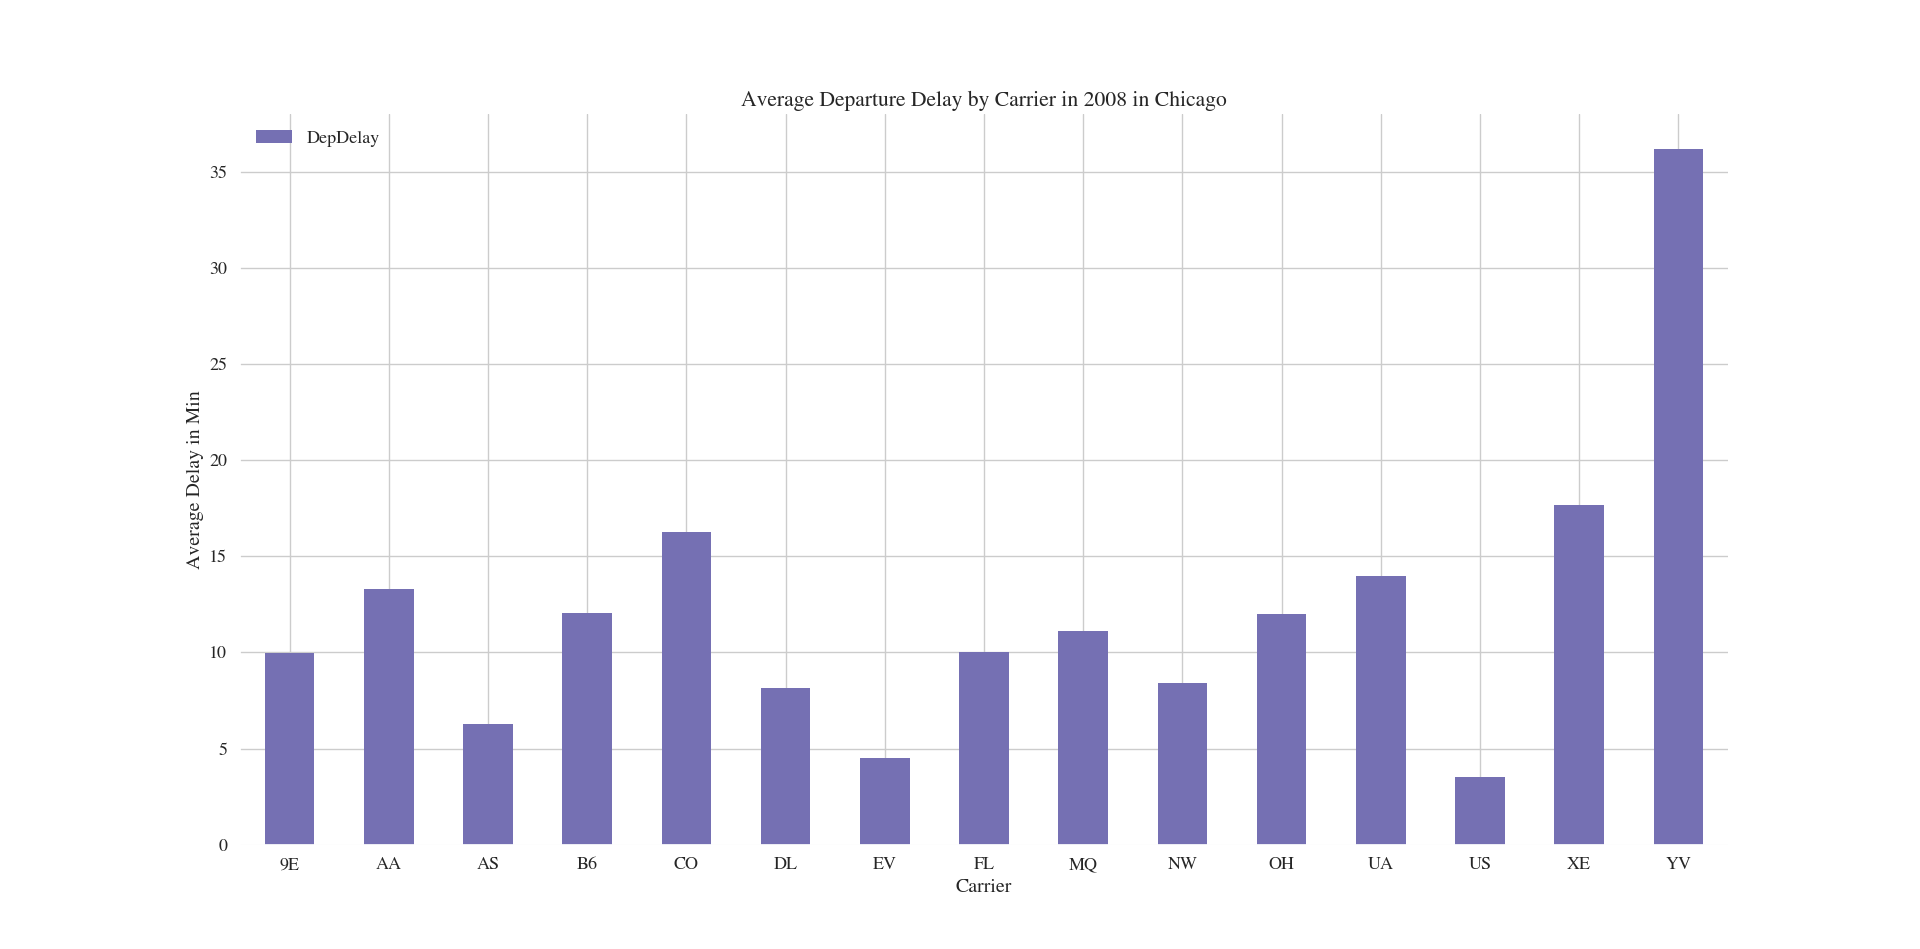 Average Departure Delay by Carrier in 2008 in Chicago
DepDelay
35
30
25
20
15
10
5
0
Average Delay in Min
9E AA AS B6 CO DL EV FL MQ NW OH UA US XE YV
Carrier